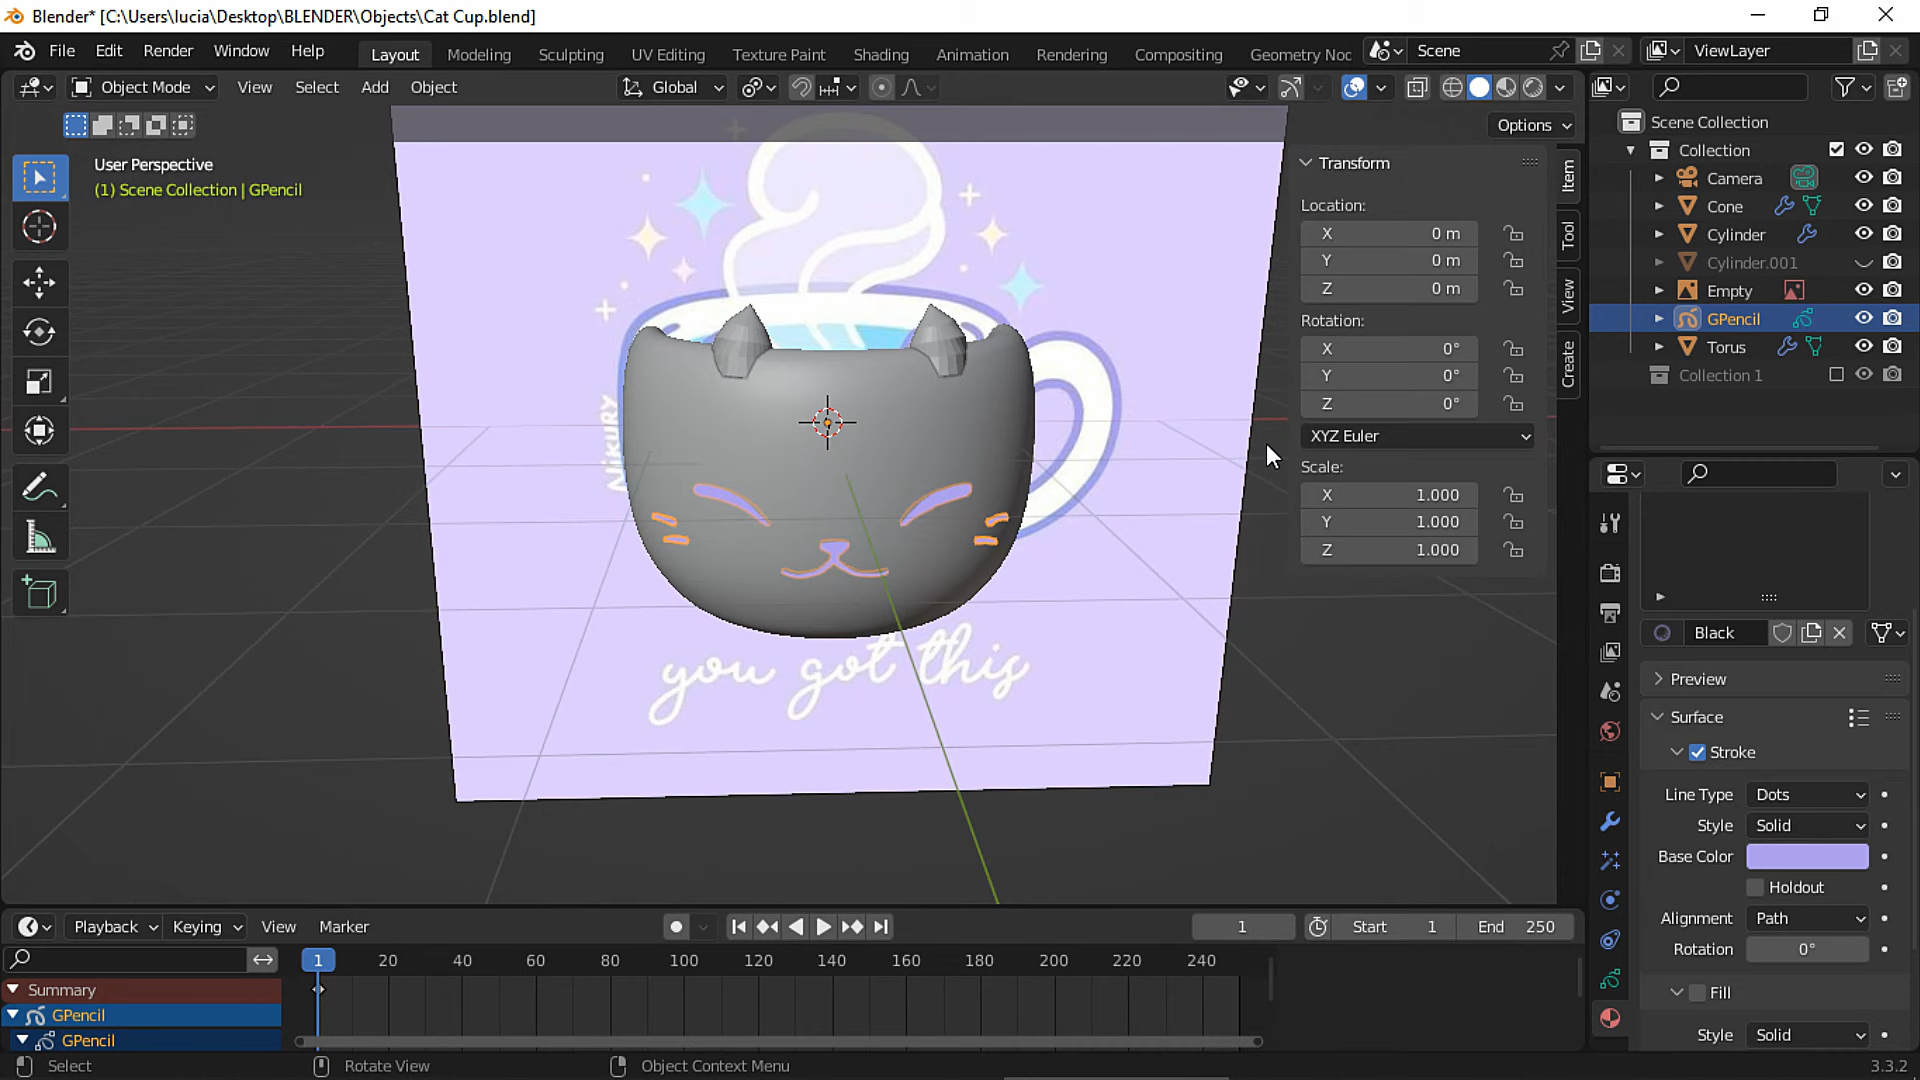 Blender* [C:\Users\lucia\Desktop\BLENDER\Objects\Cat Cup.blend]
File Edit Render Window Help
Layout Modeling Sculpting UV Editing Texture Paint Shading Animation Rendering Compositing Geometry Noc
Scene
ViewLayer
Object Mode View Select Add Object
Global
Options
User Perspective
(1) Scene Collection | GPencil
Transform
Location:
X 0 m
Y 0 m
Z 0 m
Rotation:
X 0°
Y 0°
Z 0°
XYZ Euler
Scale:
X 1.000
Y 1.000
Z 1.000
Item
Tool
View
Create
NiKURY
you got this
Scene Collection
Collection
Camera
Cone
Cylinder
Cylinder.001
Empty
GPencil
Torus
Collection 1
Black
Preview
Surface
Stroke
Line Type Dots
Style Solid
Base Color
Holdout
Alignment Path
Rotation 0°
Fill
Style Solid
Playback Keying View Marker
1 Start 1 End 250
1 20 40 60 80 100 120 140 160 180 200 220 240
Summary
GPencil
GPencil
Select Rotate View Object Context Menu 3.3.2